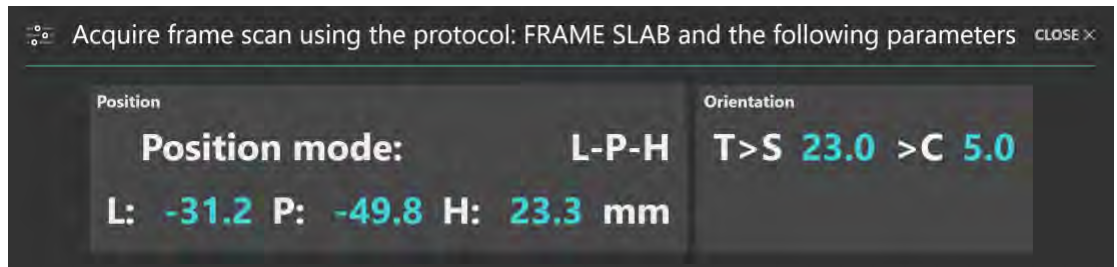 Acquire frame scan using the protocol: FRAME SLAB and the following parameters CLOSE ×
Position
Position mode: L-P-H
L: -31.2 P: -49.8 H: 23.3 mm
Orientation
T>S 23.0 >C 5.0